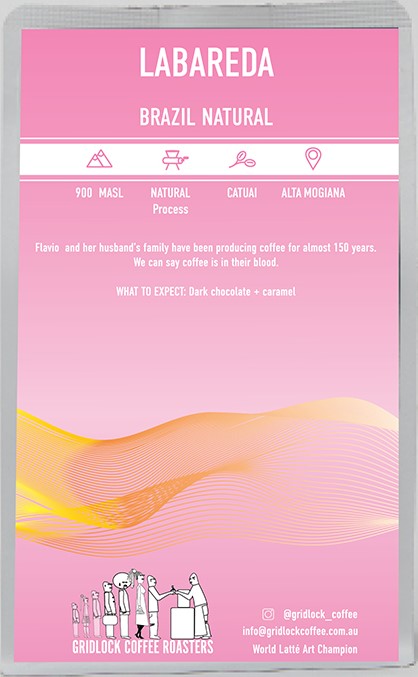 LABAREDA
BRAZIL NATURAL
900 MASL NATURAL CATUAI ALTA MOGIANA
Process
Flavio and her husband's family have been producing coffee for almost 150 years.
We can say coffee is in their blood.
WHAT TO EXPECT: Dark chocolate + caramel
@gridlock_coffee
info@gridlockcoffee.com.au
GRIDLOCK COFFEE ROASTERS
World Latté Art Champion